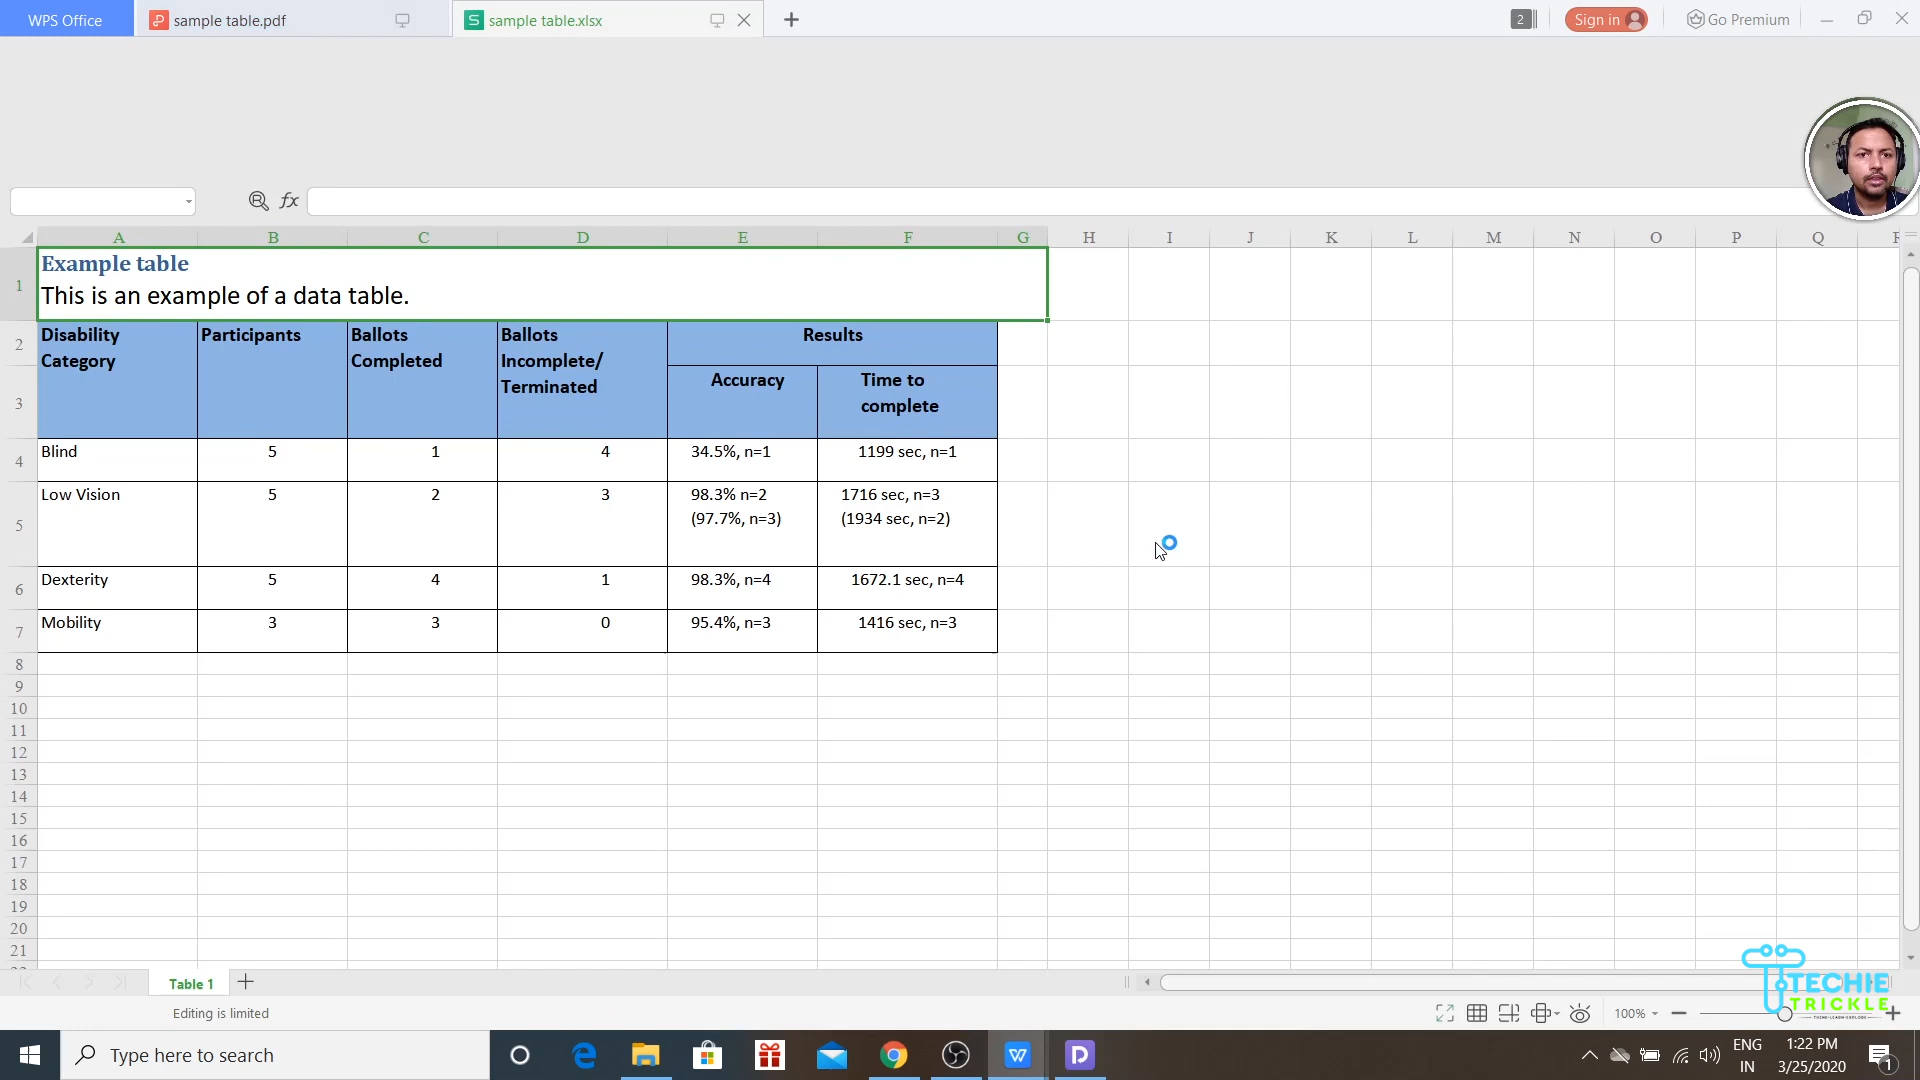 WPS Office
sample table.pdf
sample table.xlsx
2
Sign in
Go Premium
fx
A B C D E F G H I J K L M N O P Q R
1
Example table
This is an example of a data table.
2
Disability Category
Participants
Ballots Completed
Ballots Incomplete/ Terminated
Results
3
Accuracy
Time to complete
4 Blind 5 1 4 34.5%, n=1 1199 sec, n=1
5 Low Vision 5 2 3 98.3% n=2 1716 sec, n=3
(97.7%, n=3) (1934 sec, n=2)
6 Dexterity 5 4 1 98.3%, n=4 1672.1 sec, n=4
7 Mobility 3 3 0 95.4%, n=3 1416 sec, n=3
8
9
10
11
12
13
14
15
16
17
18
19
20
21
Table 1
TECHIE
TRICKLE
Editing is limited
100%
Type here to search
ENG
IN
1:22 PM
3/25/2020
1